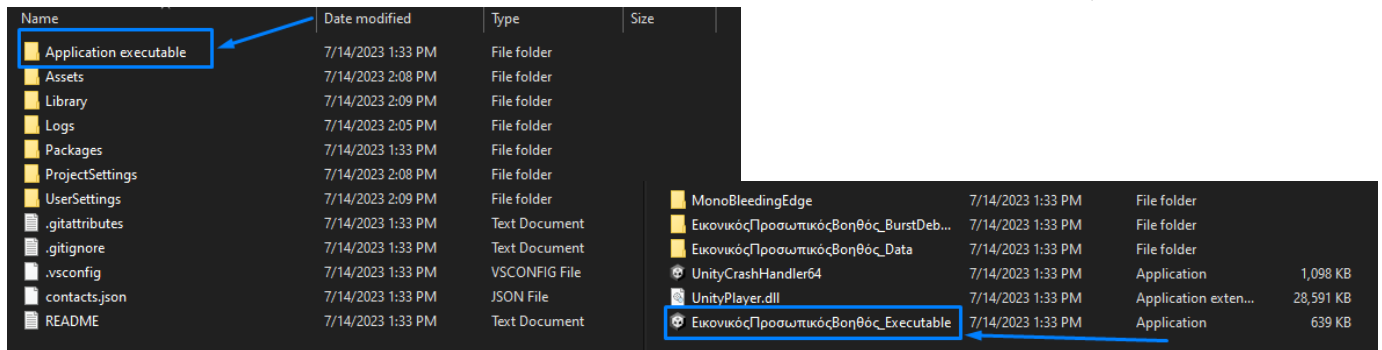 Name Date modified Type Size
Application executable 7/14/2023 1:33 PM File folder
Assets 7/14/2023 2:08 PM File folder
Library 7/14/2023 2:09 PM File folder
Logs 7/14/2023 2:05 PM File folder
Packages 7/14/2023 1:33 PM File folder
ProjectSettings 7/14/2023 2:08 PM File folder
UserSettings 7/14/2023 2:09 PM File folder
.gitattributes 7/14/2023 1:33 PM Text Document
.gitignore 7/14/2023 1:33 PM Text Document
.vsconfig 7/14/2023 1:33 PM VSCONFIG File
contacts.json 7/14/2023 1:33 PM JSON File
README 7/14/2023 1:33 PM Text Document
MonoBleedingEdge 7/14/2023 1:33 PM File folder
ΕικονικόςΠροσωπικόςΒοηθός_BurstDeb... 7/14/2023 1:33 PM File folder
ΕικονικόςΠροσωπικόςΒοηθός_Data 7/14/2023 1:33 PM File folder
UnityCrashHandler64 7/14/2023 1:33 PM Application 1,098 KB
UnityPlayer.dll 7/14/2023 1:33 PM Application exten... 28,591 KB
ΕικονικόςΠροσωπικόςΒοηθός_Executable 7/14/2023 1:33 PM Application 639 KB